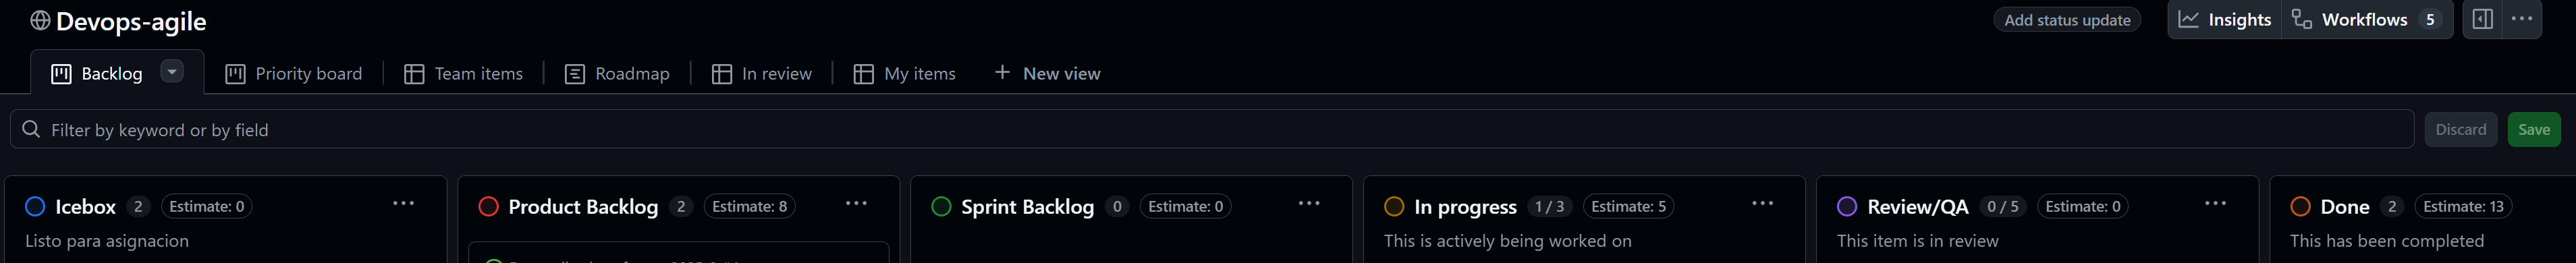 Devops-agile
Add status update
Insights
Workflows 5
Backlog
Priority board
Team items
Roadmap
In review
My items
+ New view
Filter by keyword or by field
Discard
Save
Icebox 2 Estimate: 0
Listo para asignacion
Product Backlog 2 Estimate: 8
Sprint Backlog 0 Estimate: 0
In progress 1 / 3 Estimate: 5
This is actively being worked on
Review/QA 0 / 5 Estimate: 0
This item is in review
Done 2 Estimate: 13
This has been completed